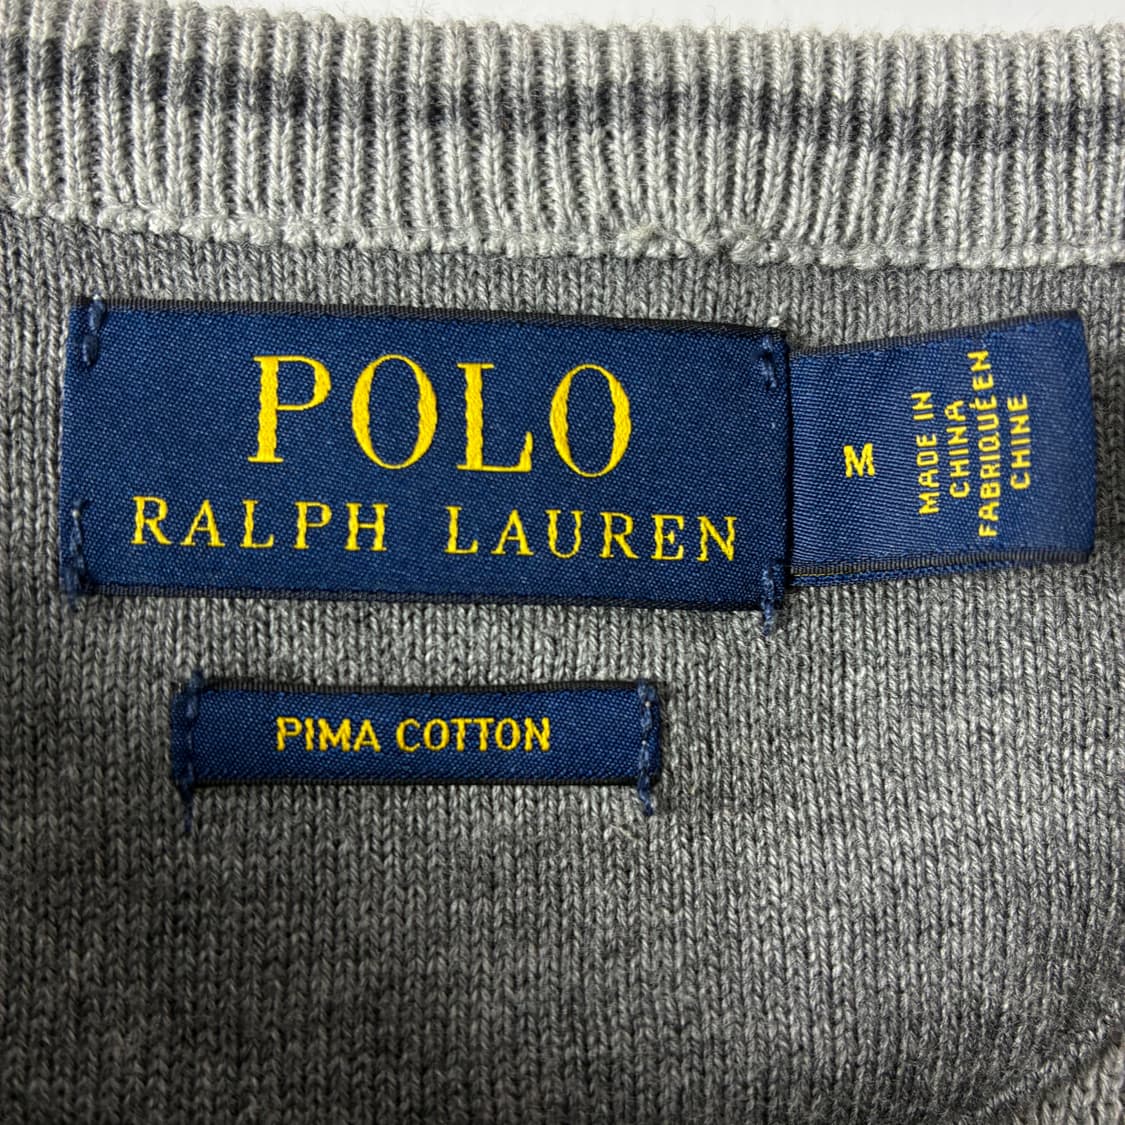 POLO
RALPH LAUREN
M
MADE IN
CHINA
FABRIQUÉ EN
CHINE
PIMA COTTON